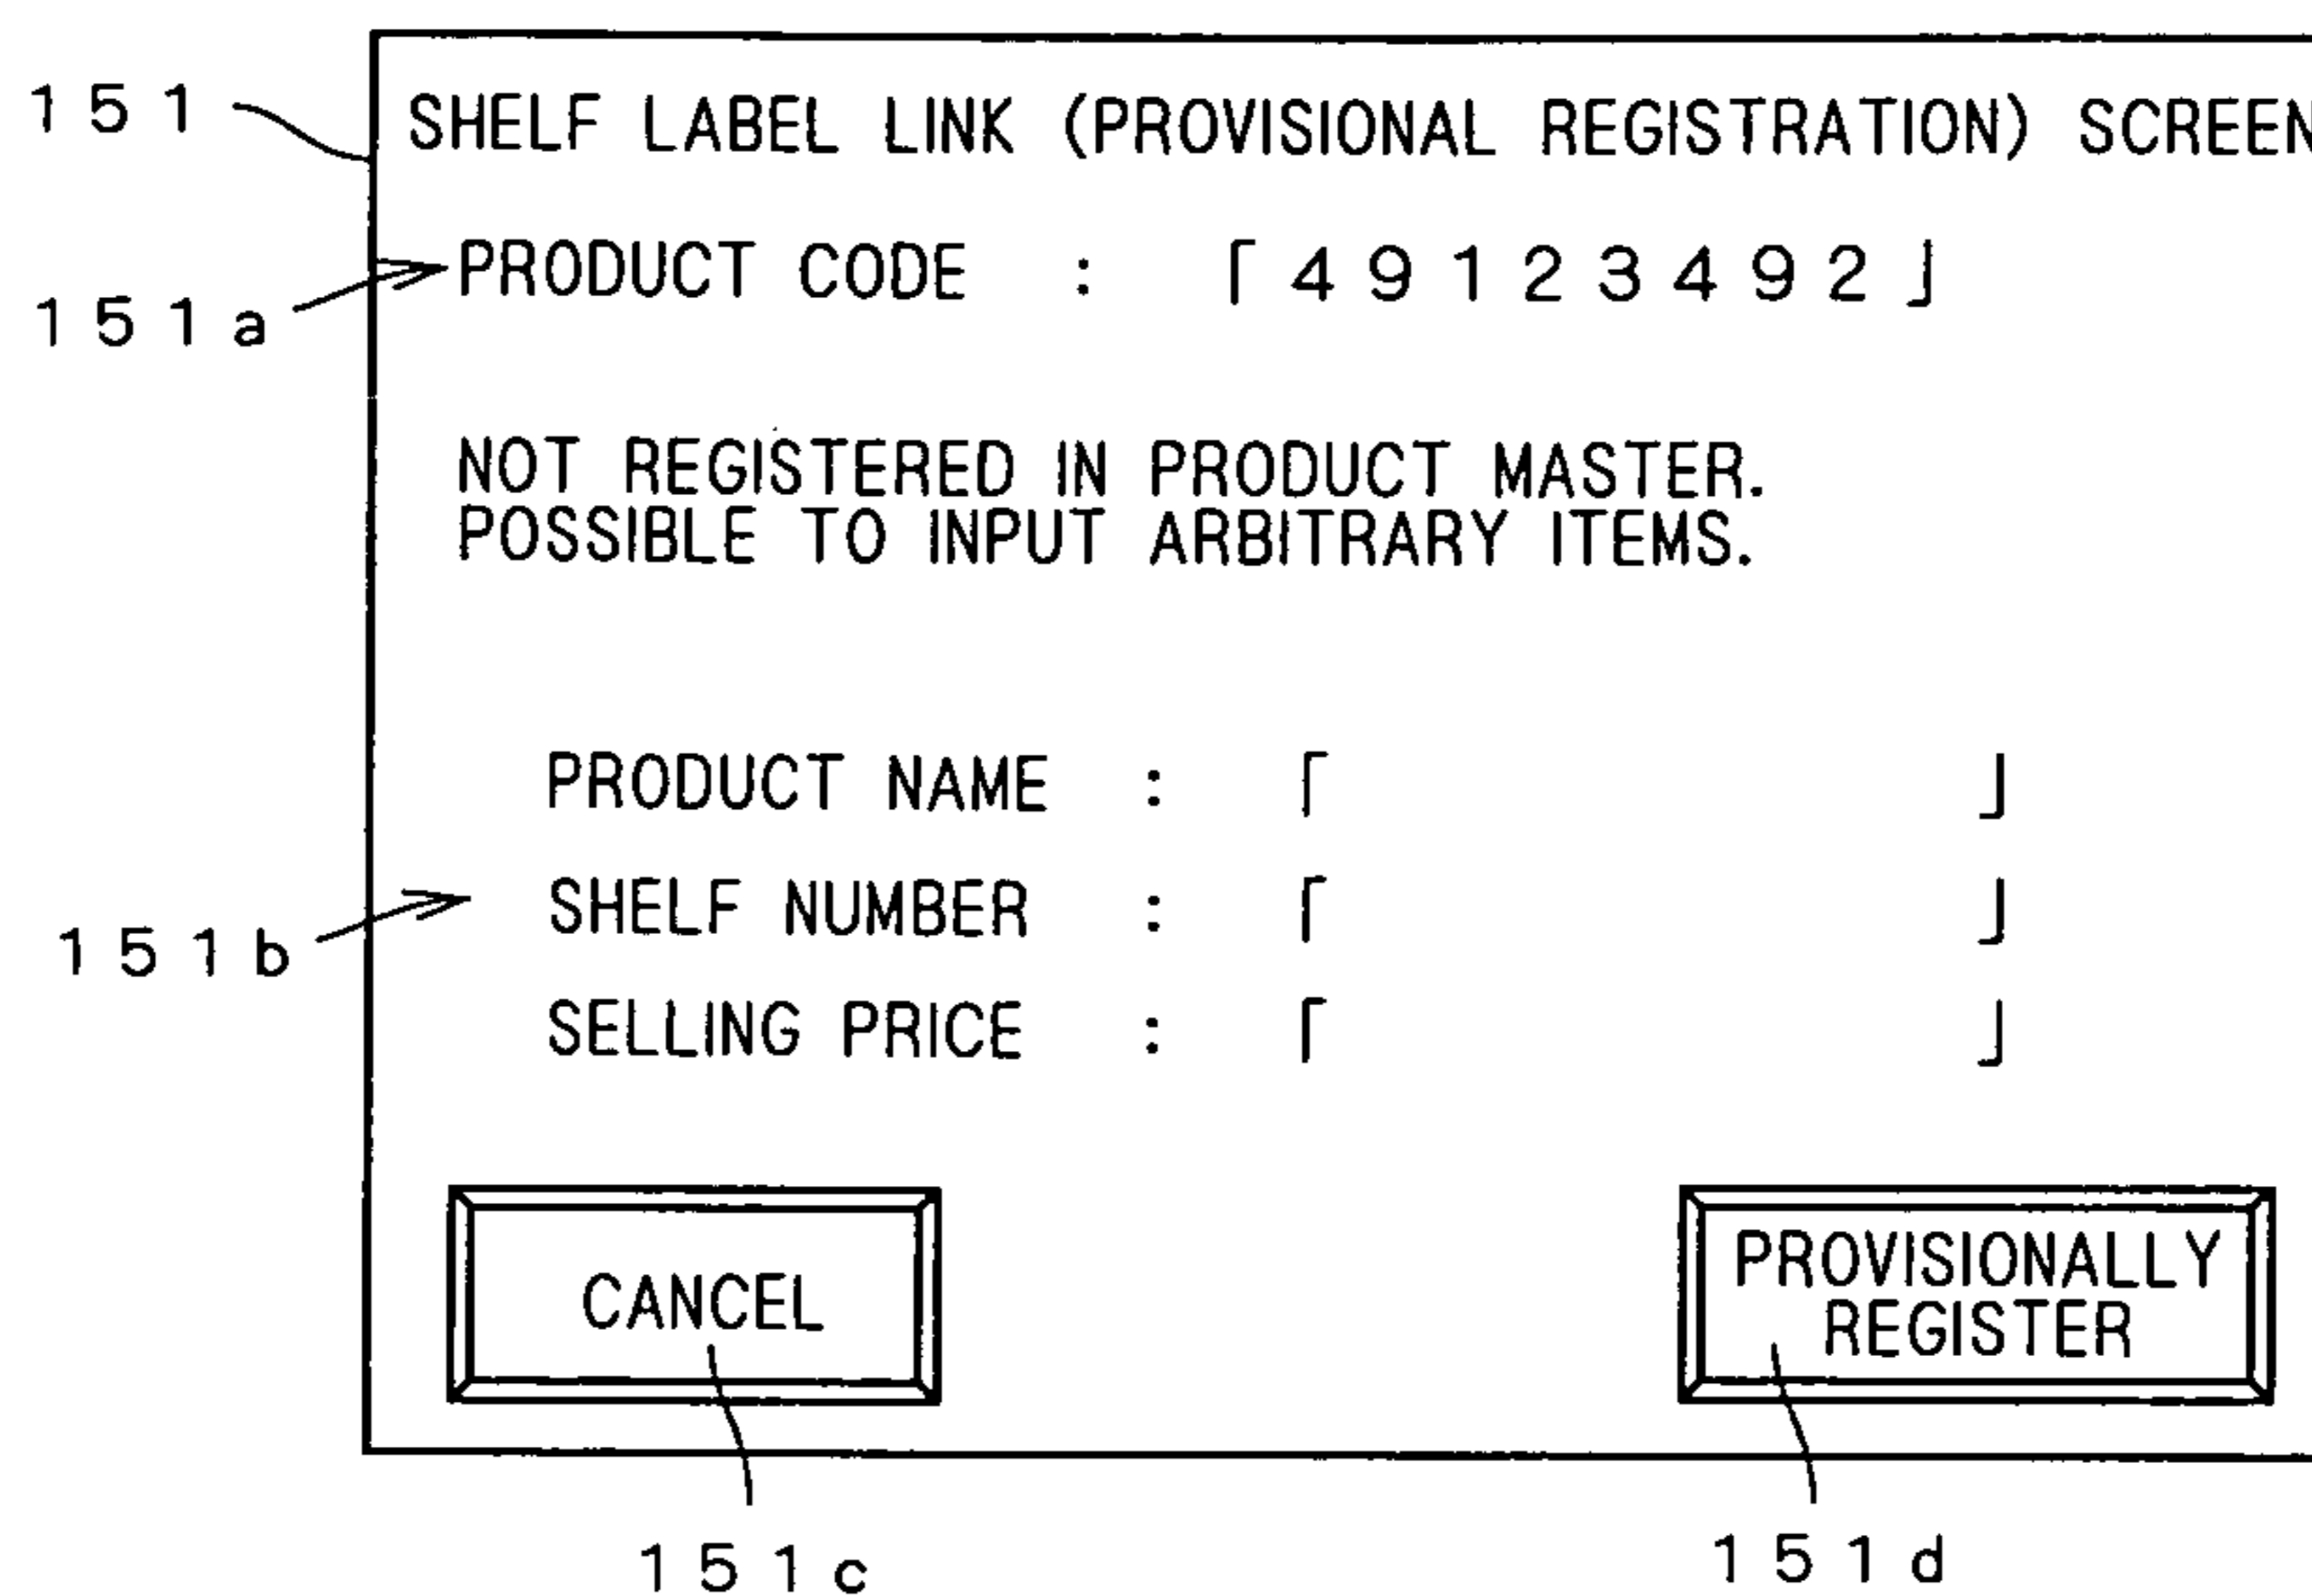 151
SHELF LABEL LINK (PROVISIONAL REGISTRATION) SCREEN
151a
PRODUCT CODE : ｢49123492｣
NOT REGISTERED IN PRODUCT MASTER.
POSSIBLE TO INPUT ARBITRARY ITEMS.
PRODUCT NAME : ｢ ｣
151b
SHELF NUMBER : ｢ ｣
SELLING PRICE : ｢ ｣
CANCEL
PROVISIONALLY
REGISTER
151c
151d